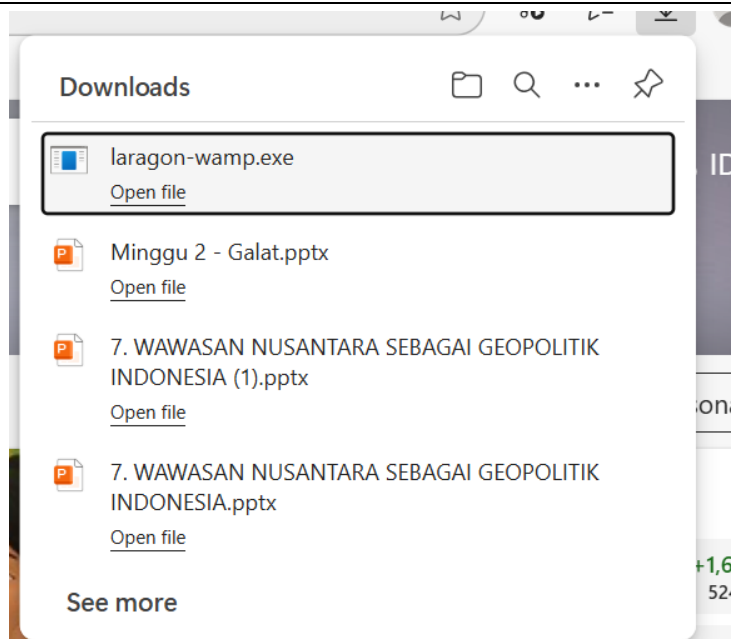 Downloads
laragon-wamp.exe
Open file
Minggu 2 - Galat.pptx
Open file
7. WAWASAN NUSANTARA SEBAGAI GEOPOLITIK
INDONESIA (1).pptx
Open file
7. WAWASAN NUSANTARA SEBAGAI GEOPOLITIK
INDONESIA.pptx
Open file
See more